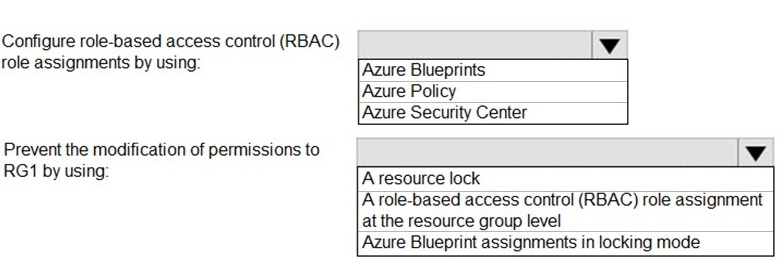 Configure role-based access control (RBAC)
role assignments by using:
Azure Blueprints
Azure Policy
Azure Security Center
Prevent the modification of permissions to
RG1 by using:
A resource lock
A role-based access control (RBAC) role assignment
at the resource group level
Azure Blueprint assignments in locking mode